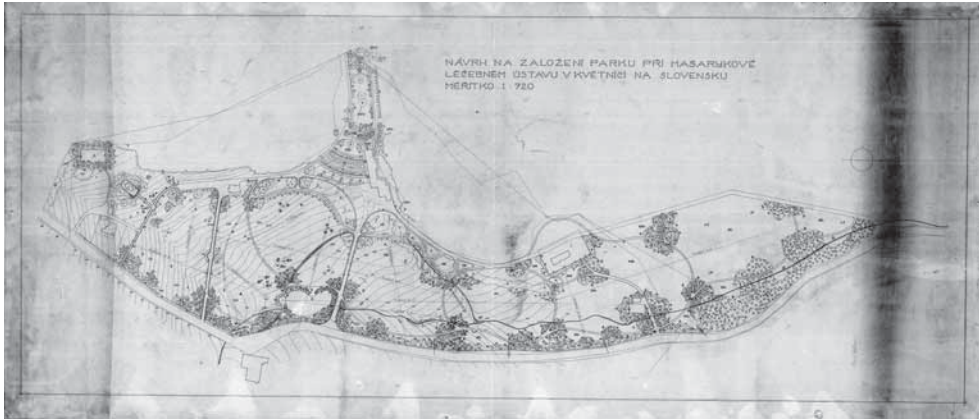 NÁVRH NA ZALOŽENÍ PARKU PŘI MASARYKOVĚ
LÉČEBNÉM ÚSTAVU V KVĚTNICI NA SLOVENSKU
MĚŘÍTKO 1 720